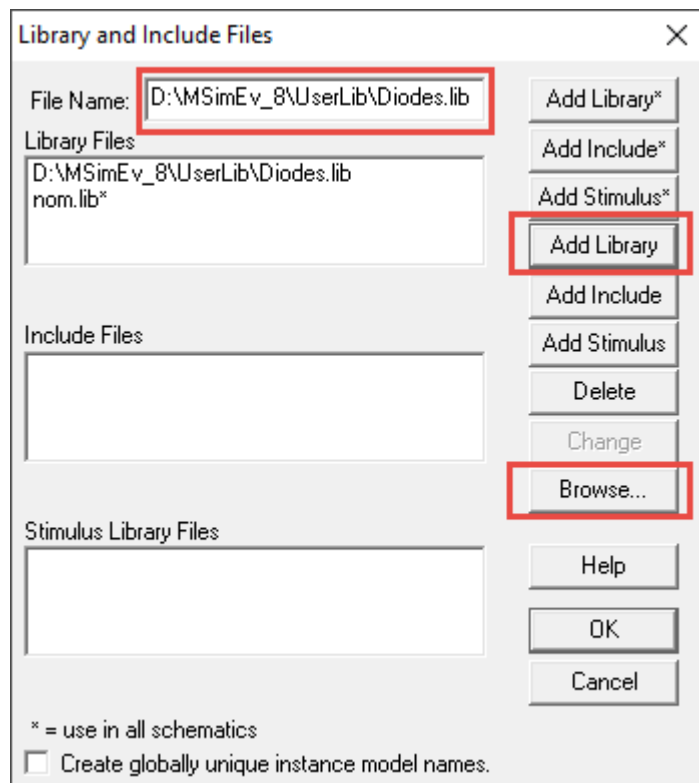 Library and Include Files
File Name: D:\MSimEv_8\UserLib\Diodes.lib
Add Library*
Library Files
D:\MSimEv_8\UserLib\Diodes.lib
nom.lib*
Add Include*
Add Stimulus*
Add Library
Add Include
Include Files
Add Stimulus
Delete
Change
Browse...
Stimulus Library Files
Help
OK
Cancel
* = use in all schematics
Create globally unique instance model names.